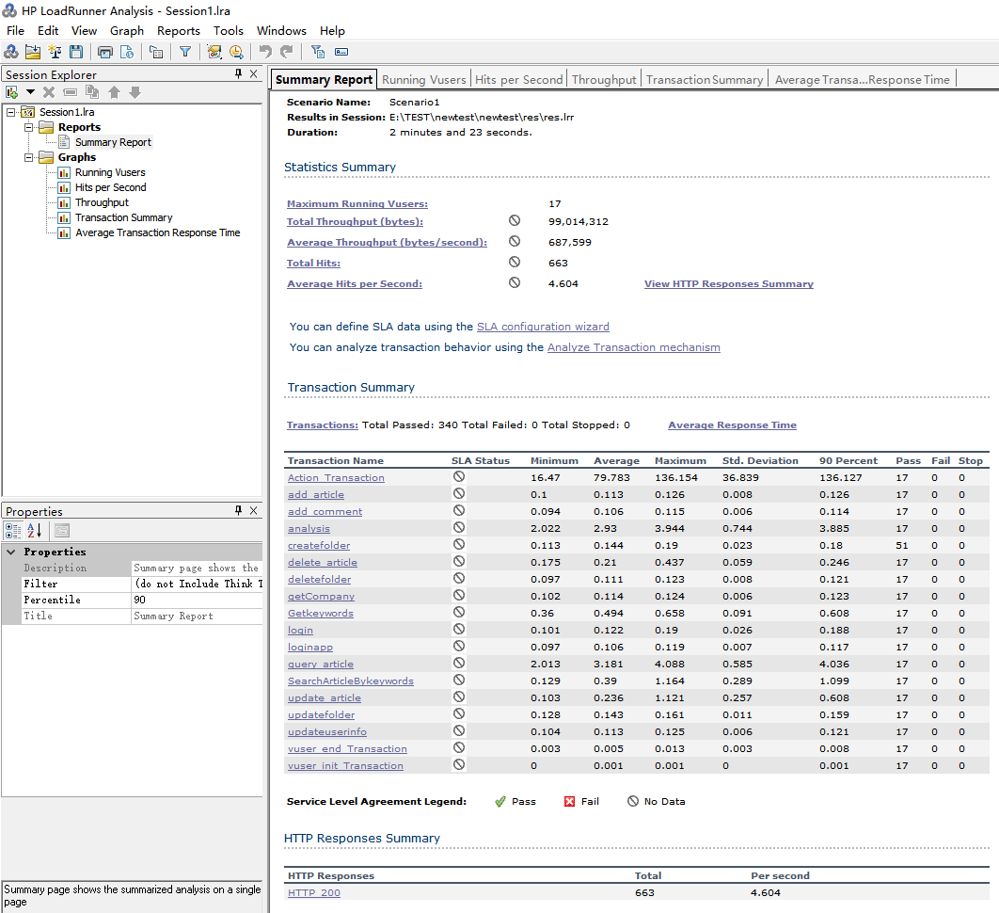 HP LoadRunner Analysis - Session1.lra
File Edit View Graph Reports Tools Windows Help
Session Explorer
Session1.lra
Reports
Summary Report
Graphs
Running Vusers
Hits per Second
Throughput
Transaction Summary
Average Transaction Response Time
Properties
Properties
Description Summary page shows the
Filter (do not Include Think T
Percentile 90
Title Summary Report
Summary page shows the summarized analysis on a single
page
Summary Report Running Vusers Hits per Second Throughput Transaction Summary Average Transa...Response Time
Scenario Name: Scenario1
Results in Session: E:\TEST\newtest\newtest\res\res.lrr
Duration: 2 minutes and 23 seconds.
Statistics Summary
Maximum Running Vusers: 17
Total Throughput (bytes): 99,014,312
Average Throughput (bytes/second): 687,599
Total Hits: 663
Average Hits per Second: 4.604 View HTTP Responses Summary
You can define SLA data using the SLA configuration wizard
You can analyze transaction behavior using the Analyze Transaction mechanism
Transaction Summary
Transactions: Total Passed: 340 Total Failed: 0 Total Stopped: 0 Average Response Time
Transaction Name SLA Status Minimum Average Maximum Std. Deviation 90 Percent Pass Fail Stop
Action_Transaction 16.47 79.783 136.154 36.839 136.127 17 0 0
add_article 0.1 0.113 0.126 0.008 0.126 17 0 0
add_comment 0.094 0.106 0.115 0.006 0.114 17 0 0
analysis 2.022 2.93 3.944 0.744 3.885 17 0 0
createfolder 0.113 0.144 0.19 0.023 0.18 51 0 0
delete_article 0.175 0.21 0.437 0.059 0.246 17 0 0
deletefolder 0.097 0.111 0.123 0.008 0.121 17 0 0
getCompany 0.102 0.114 0.124 0.006 0.123 17 0 0
Getkeywords 0.36 0.494 0.658 0.091 0.608 17 0 0
login 0.101 0.122 0.19 0.026 0.188 17 0 0
loginapp 0.097 0.106 0.119 0.007 0.117 17 0 0
query_article 2.013 3.181 4.088 0.585 4.036 17 0 0
SearchArticleBykeywords 0.129 0.39 1.164 0.289 1.099 17 0 0
update_article 0.103 0.236 1.121 0.257 0.608 17 0 0
updatefolder 0.128 0.143 0.161 0.011 0.159 17 0 0
updateuserinfo 0.104 0.113 0.125 0.006 0.121 17 0 0
vuser_end_Transaction 0.003 0.005 0.013 0.003 0.008 17 0 0
vuser_init_Transaction 0 0.001 0.001 0 0.001 17 0 0
Service Level Agreement Legend: Pass Fail No Data
HTTP Responses Summary
HTTP Responses Total Per second
HTTP_200 663 4.604